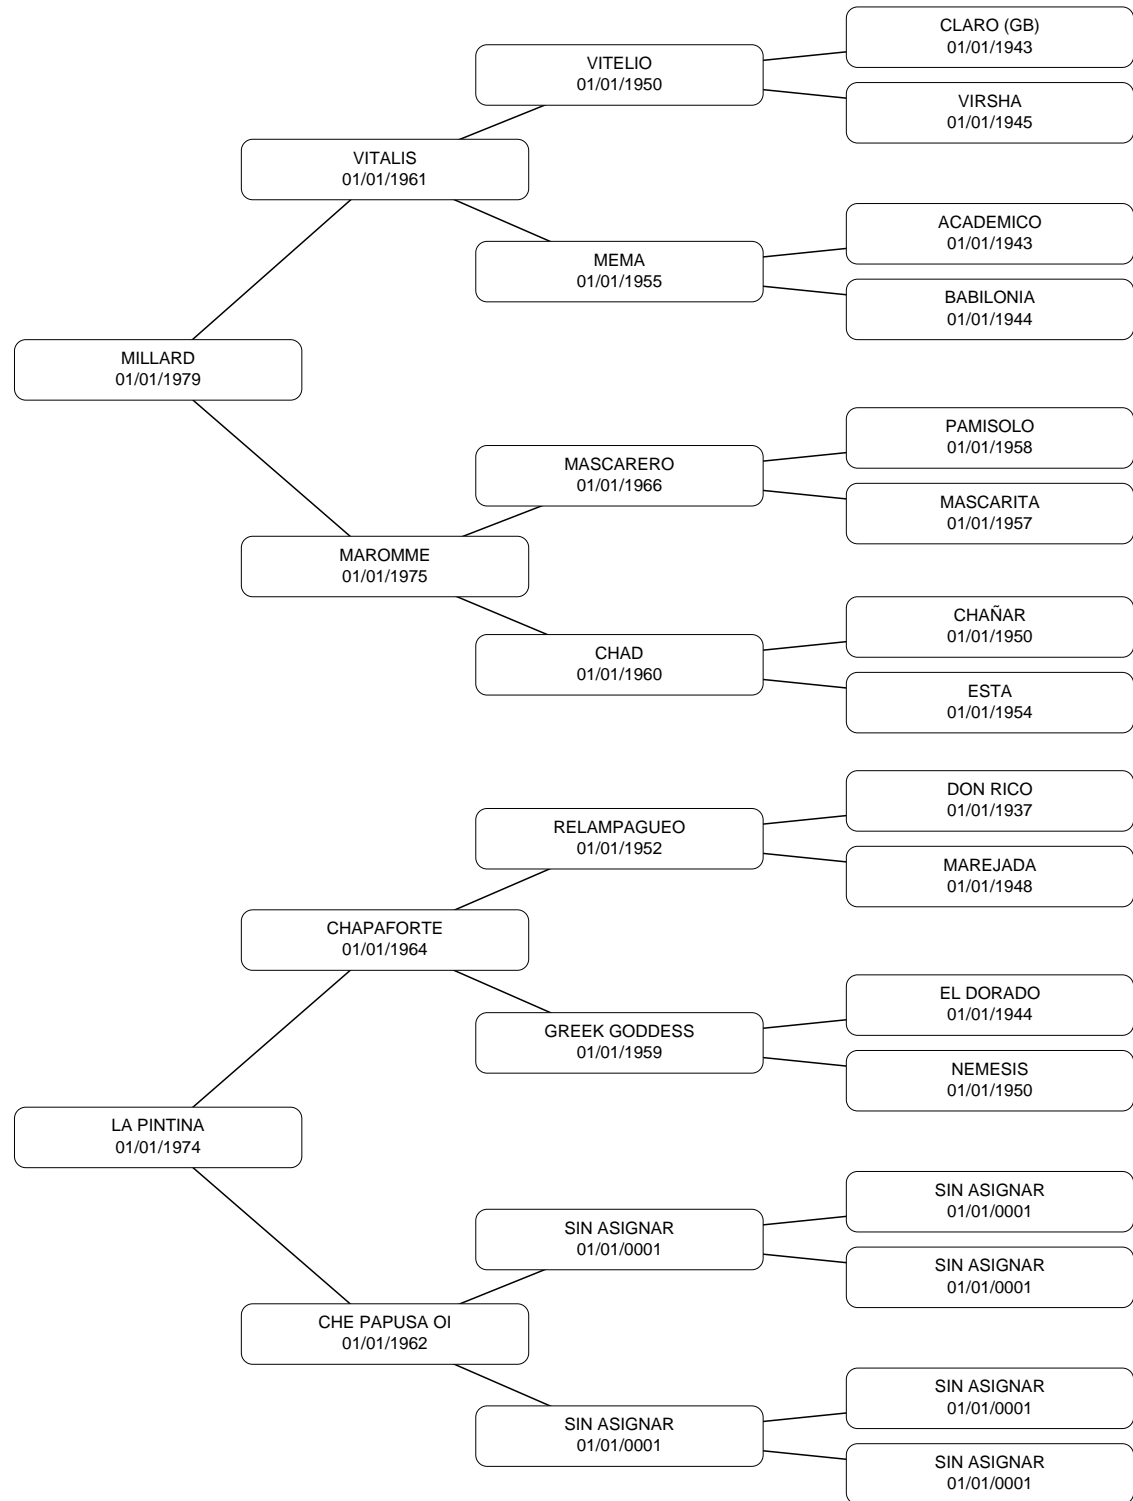 CLARO (GB)
01/01/1943
VITELIO
01/01/1950
VIRSHA
01/01/1945
VITALIS
01/01/1961
ACADEMICO
01/01/1943
MEMA
01/01/1955
BABILONIA
01/01/1944
MILLARD
01/01/1979
PAMISOLO
01/01/1958
MASCARERO
01/01/1966
MASCARITA
01/01/1957
MAROMME
01/01/1975
CHAÑAR
01/01/1950
CHAD
01/01/1960
ESTA
01/01/1954
DON RICO
01/01/1937
RELAMPAGUEO
01/01/1952
MAREJADA
01/01/1948
CHAPAFORTE
01/01/1964
EL DORADO
01/01/1944
GREEK GODDESS
01/01/1959
NEMESIS
01/01/1950
LA PINTINA
01/01/1974
SIN ASIGNAR
01/01/0001
SIN ASIGNAR
01/01/0001
SIN ASIGNAR
01/01/0001
CHE PAPUSA OI
01/01/1962
SIN ASIGNAR
01/01/0001
SIN ASIGNAR
01/01/0001
SIN ASIGNAR
01/01/0001